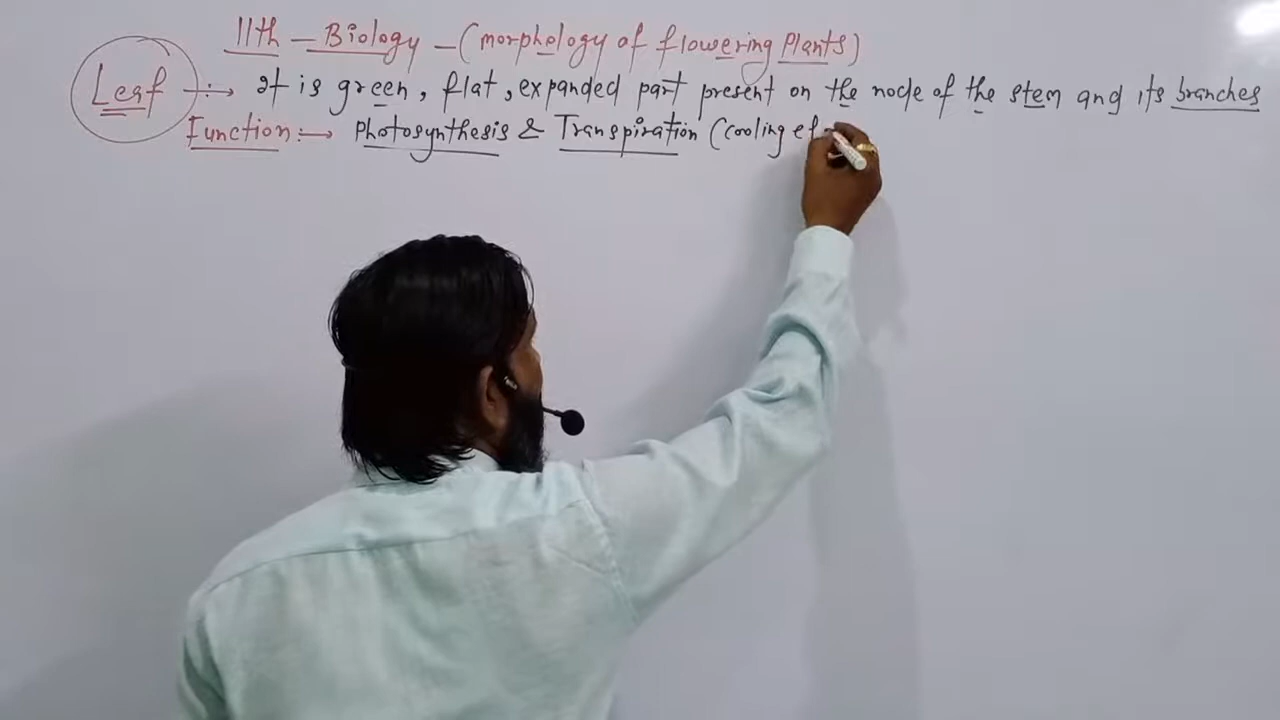 11th - Biology - (morphology of flowering Plants)
Leaf :→ It is green, flat, expanded part present on the node of the stem and its branches
Function :→ Photosynthesis & Transpiration (cooling ef